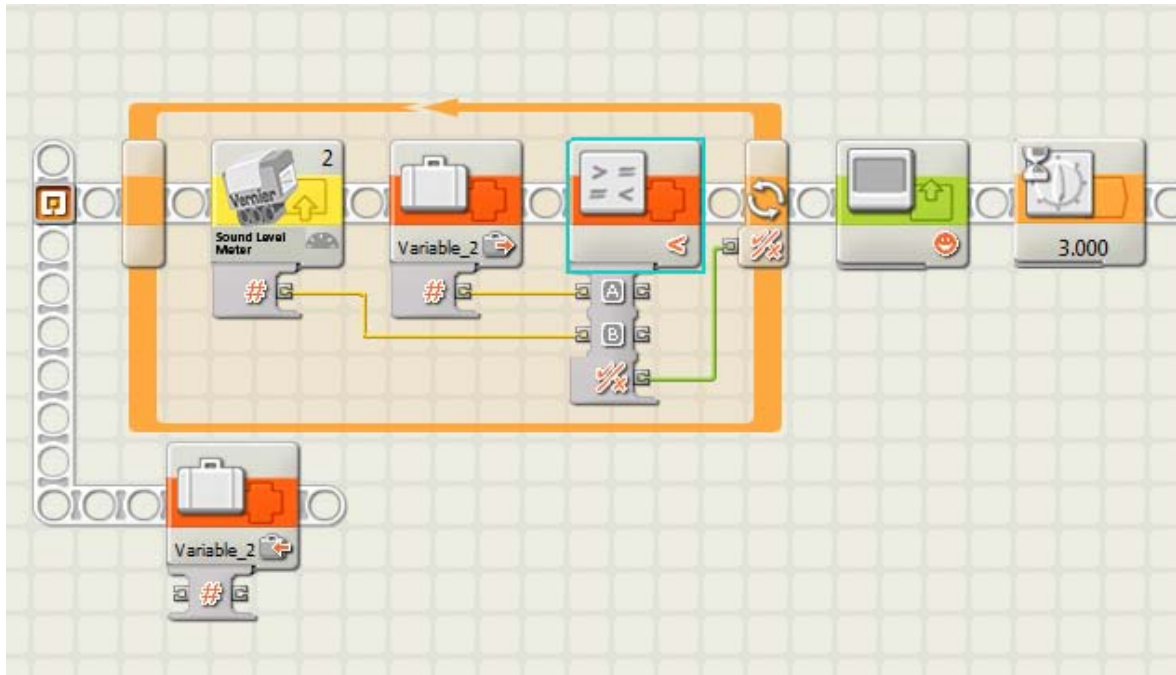 2
Vernier
Sound Level
Meter
#
Variable_2
#
> =
= <
<
A
B
3.000
Variable_2
#